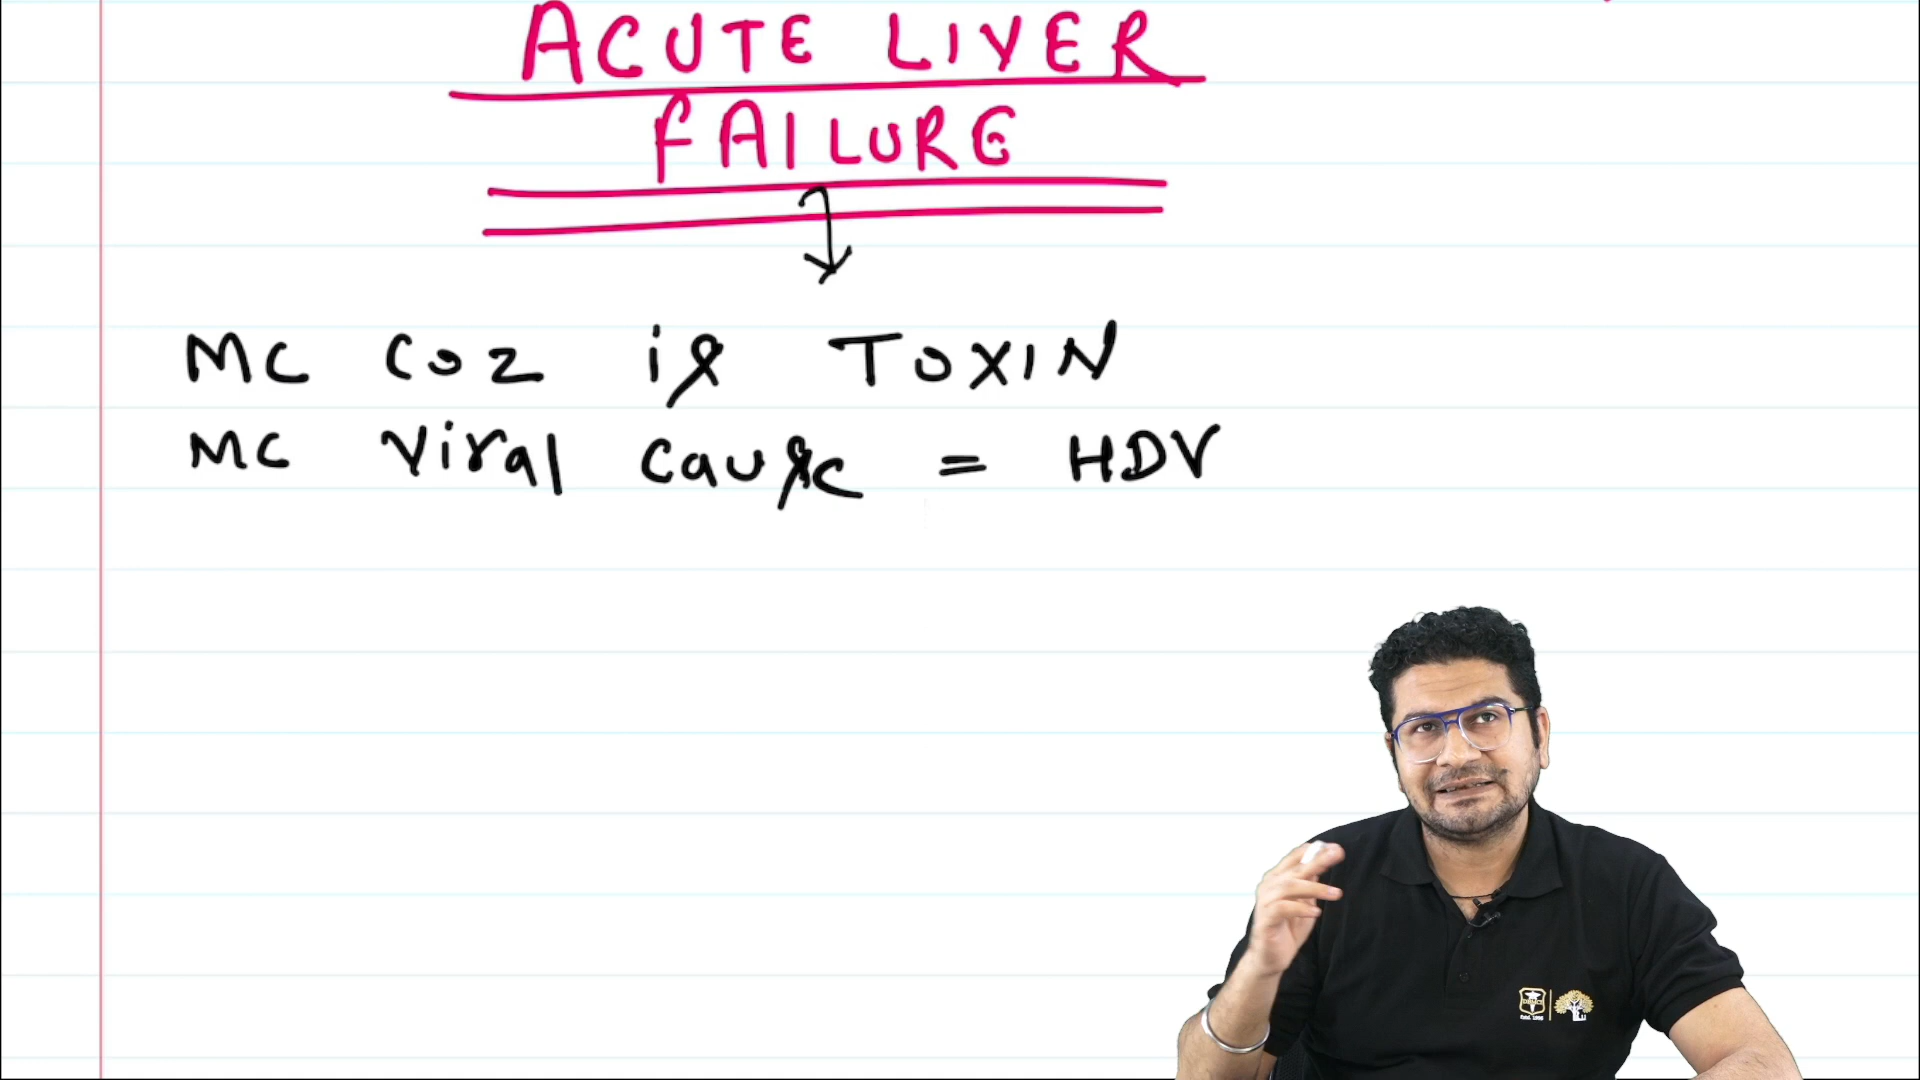 ACUTE LIVER
FAILURE
MC COZ is TOXIN
MC Viral cause = HDV